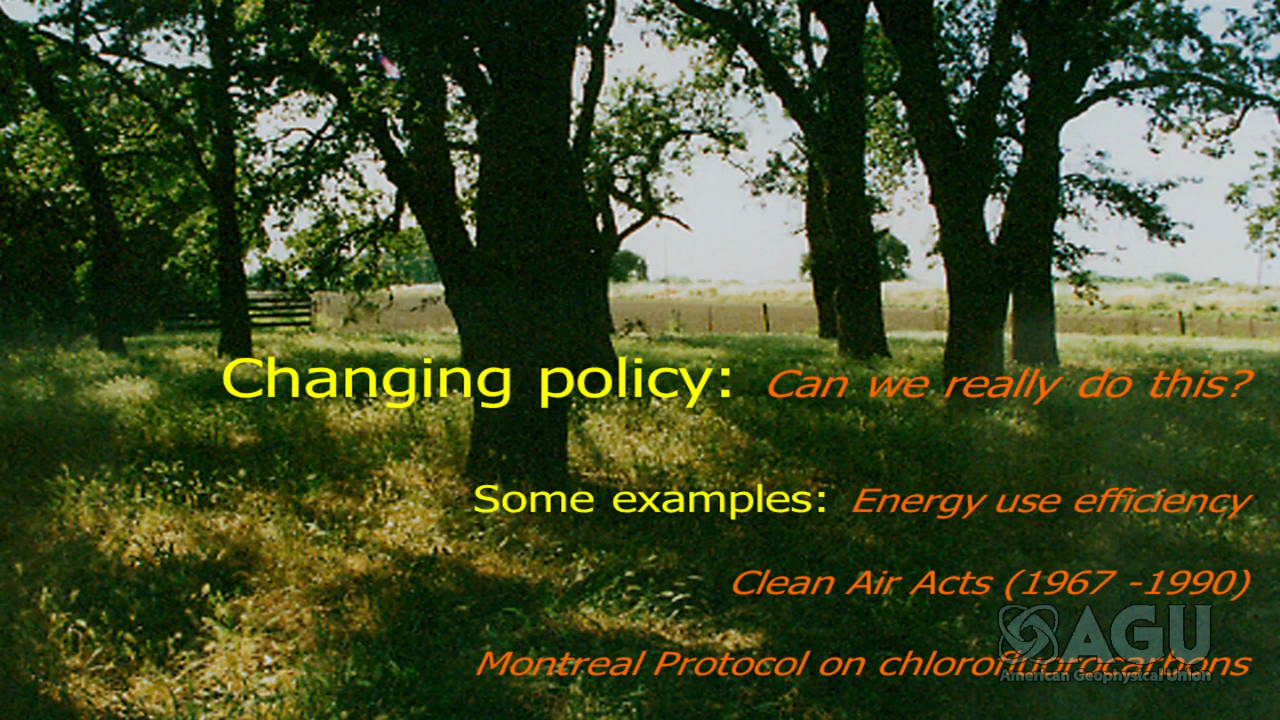 Changing policy: Can we really do this?
Some examples: Energy use efficiency
Clean Air Acts (1967 -1990)
AGU
Montreal Protocol on chlorofluorocarbons
American Geophysical Union